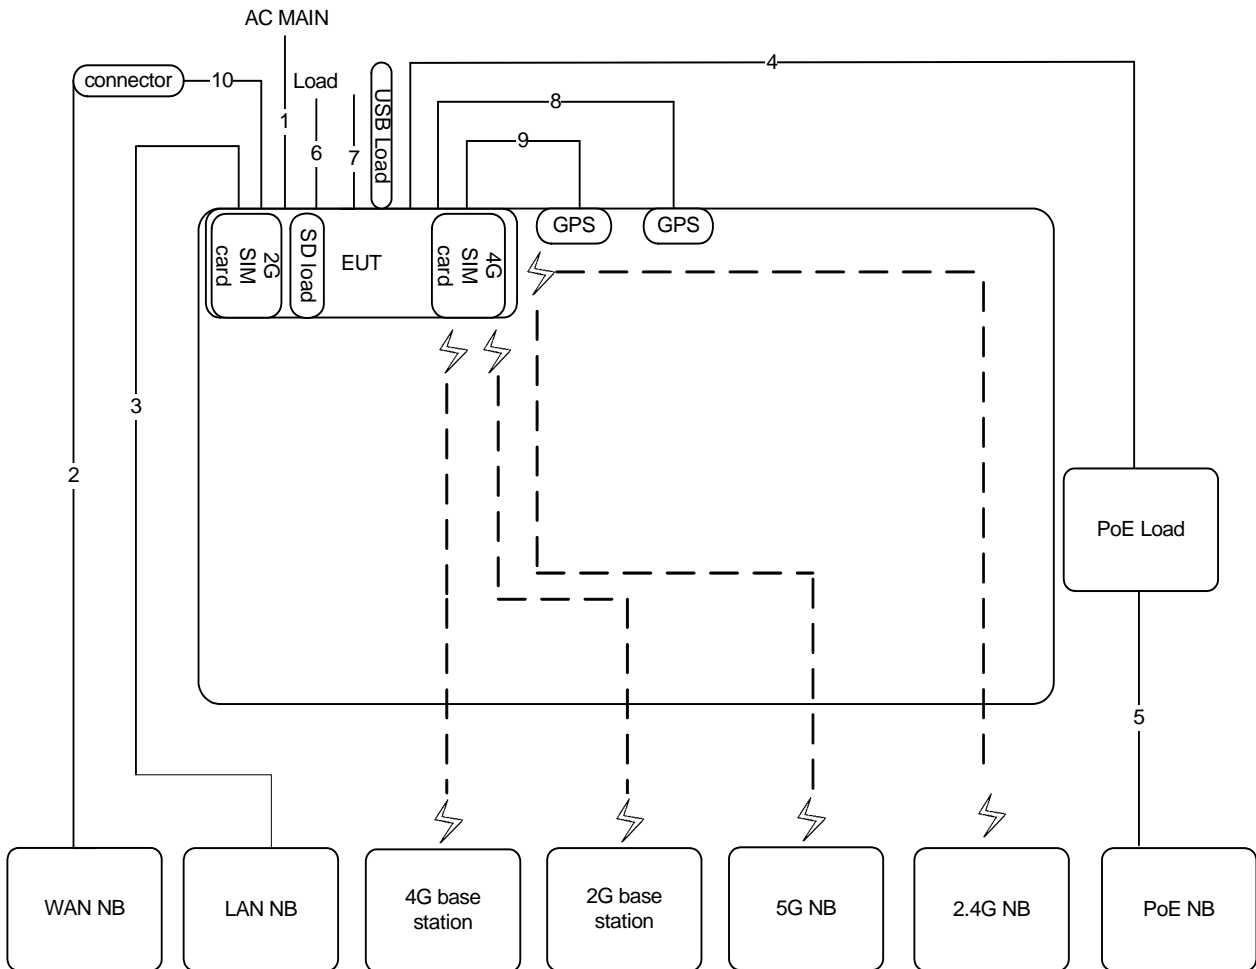 AC MAIN
4
connector
10
Load
USB Load
8
1
6
7
9
2G
SIM
card
SD load
EUT
4G
SIM
card
GPS
GPS
3
2
PoE Load
5
WAN NB
LAN NB
4G base
station
2G base
station
5G NB
2.4G NB
PoE NB